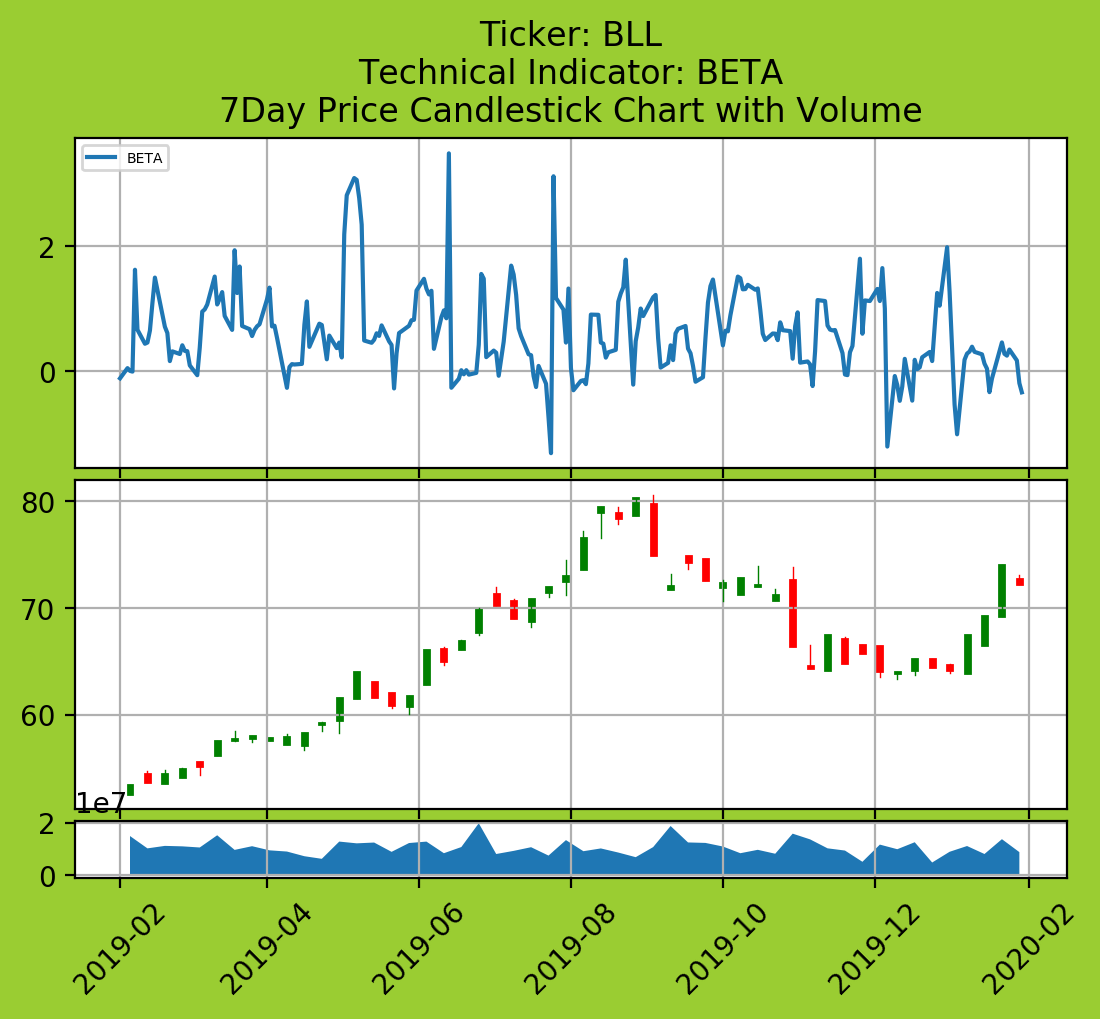 Ticker: BLL
Technical Indicator: BETA
7Day Price Candlestick Chart with Volume
BETA
2
0
80
70
60
1e7
2
0
2019-02
2019-04
2019-06
2019-08
2019-10
2019-12
2020-02